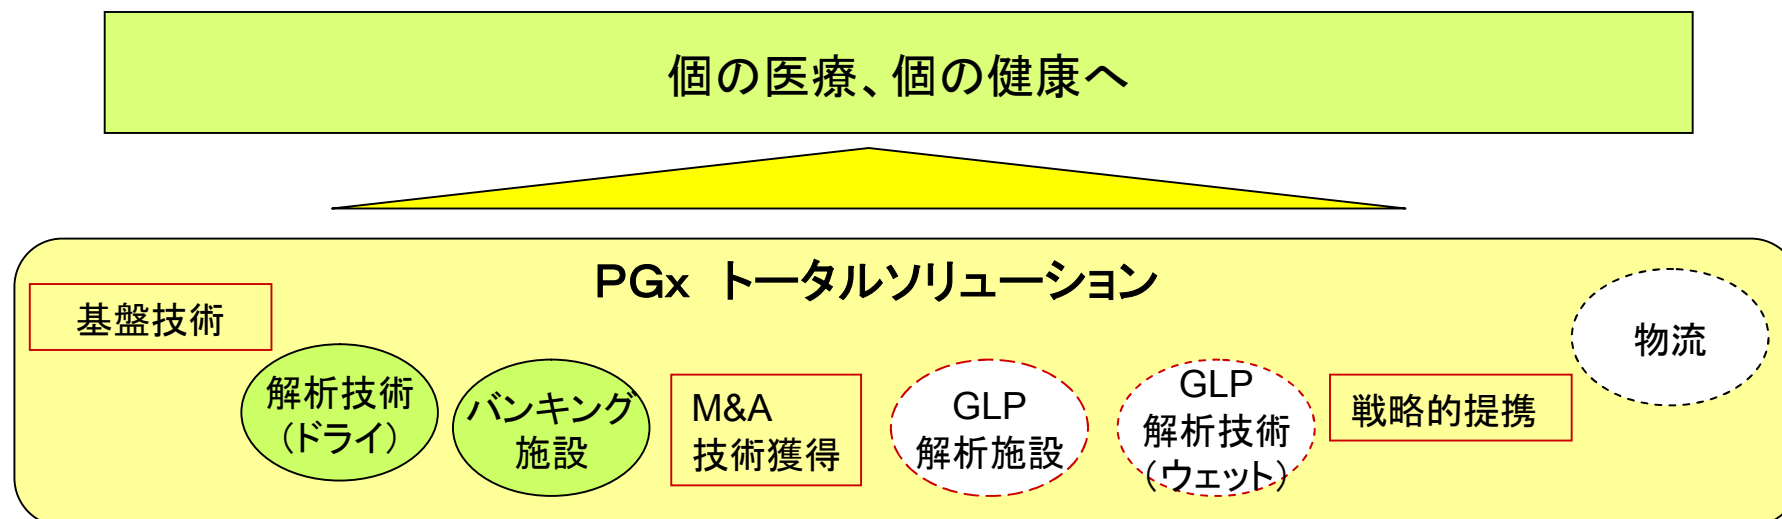 個の医療、個の健康へ
PGx トータルソリューション
基盤技術
解析技術
(ドライ)
バンキング
施設
M&A
技術獲得
GLP
解析施設
GLP
解析技術
(ウェット)
戦略的提携
物流